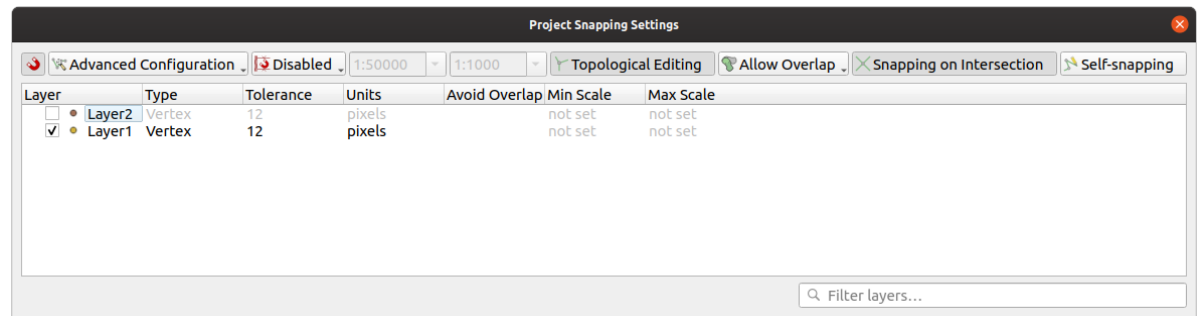 Project Snapping Settings
Advanced Configuration Disabled 1:50000 1:1000 Topological Editing Allow Overlap Snapping on Intersection Self-snapping
Layer Type Tolerance Units Avoid Overlap Min Scale Max Scale
Layer2 Vertex 12 pixels not set not set
Layer1 Vertex 12 pixels not set not set
Filter layers...